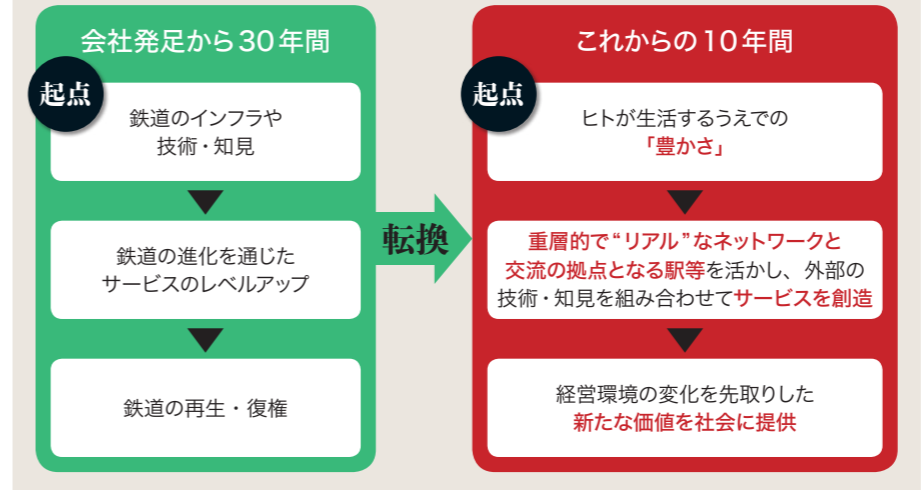 会社発足から30年間
起点
鉄道のインフラや
技術・知見
鉄道の進化を通じた
サービスのレベルアップ
鉄道の再生・復権
転換
これからの10年間
起点
ヒトが生活するうえでの
「豊かさ」
重層的で“リアル”なネットワークと
交流の拠点となる駅等を活かし、外部の
技術・知見を組み合わせてサービスを創造
経営環境の変化を先取りした
新たな価値を社会に提供